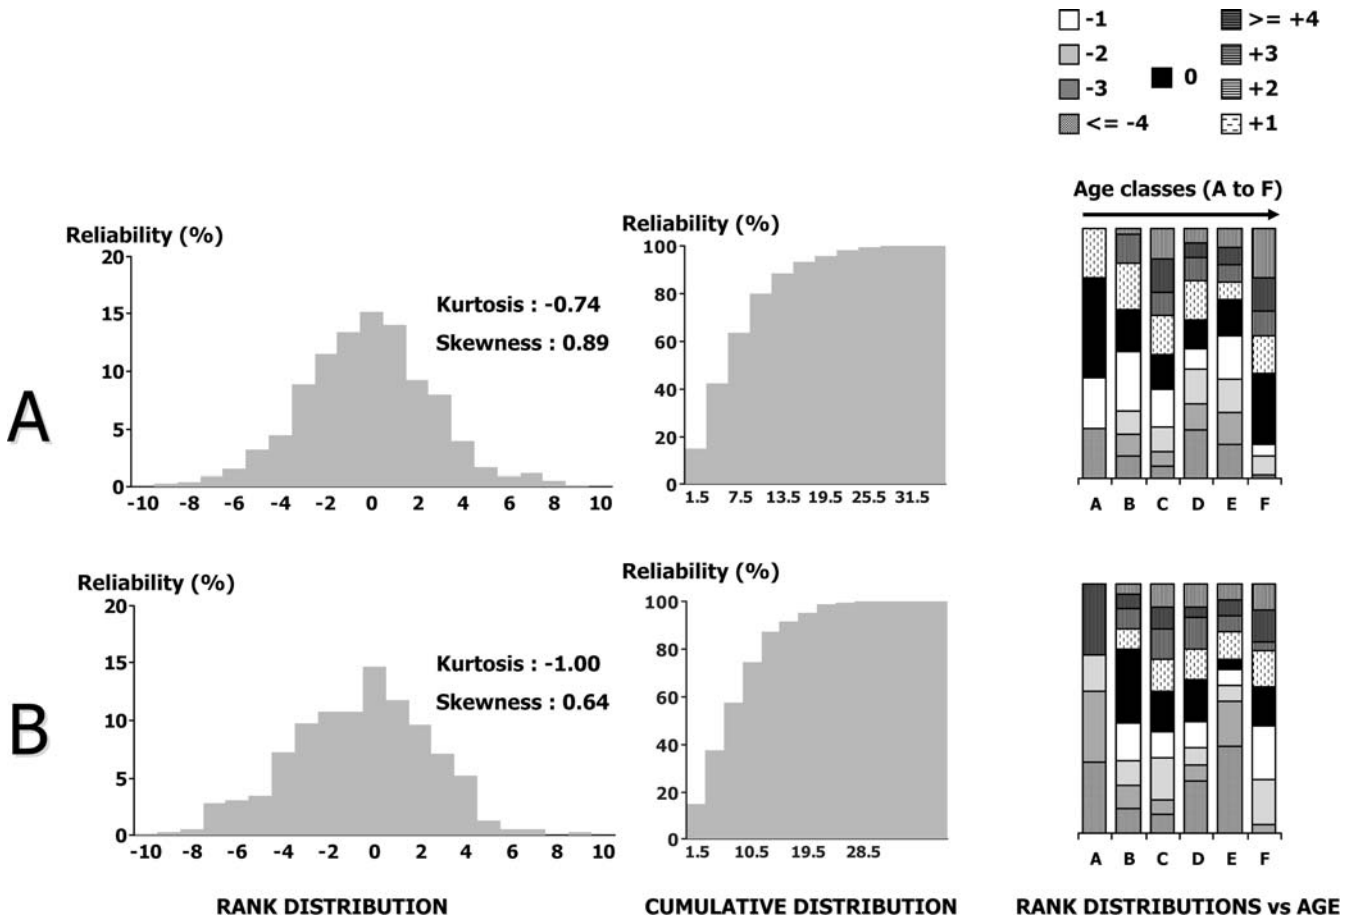 -1
>= +4
-2
+3
0
-3
+2
<= -4
+1
Age classes (A to F)
A
Reliability (%)
20
15
10
5
0
Kurtosis : -0.74
Skewness : 0.89
-10 -8 -6 -4 -2 0 2 4 6 8 10
Reliability (%)
100
80
60
40
20
0
1.5 7.5 13.5 19.5 25.5 31.5
A B C D E F
B
Reliability (%)
20
15
10
5
0
Kurtosis : -1.00
Skewness : 0.64
-10 -8 -6 -4 -2 0 2 4 6 8 10
Reliability (%)
100
80
60
40
20
0
1.5 10.5 19.5 28.5
A B C D E F
RANK DISTRIBUTION
CUMULATIVE DISTRIBUTION
RANK DISTRIBUTIONS vs AGE